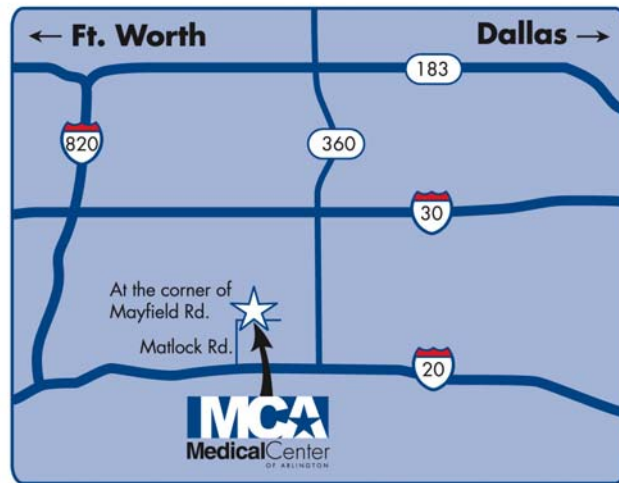 ← Ft. Worth
Dallas →
183
820
360
30
At the corner of
Mayfield Rd.
Matlock Rd.
20
MCA
MedicalCenter
OF ARLINGTON